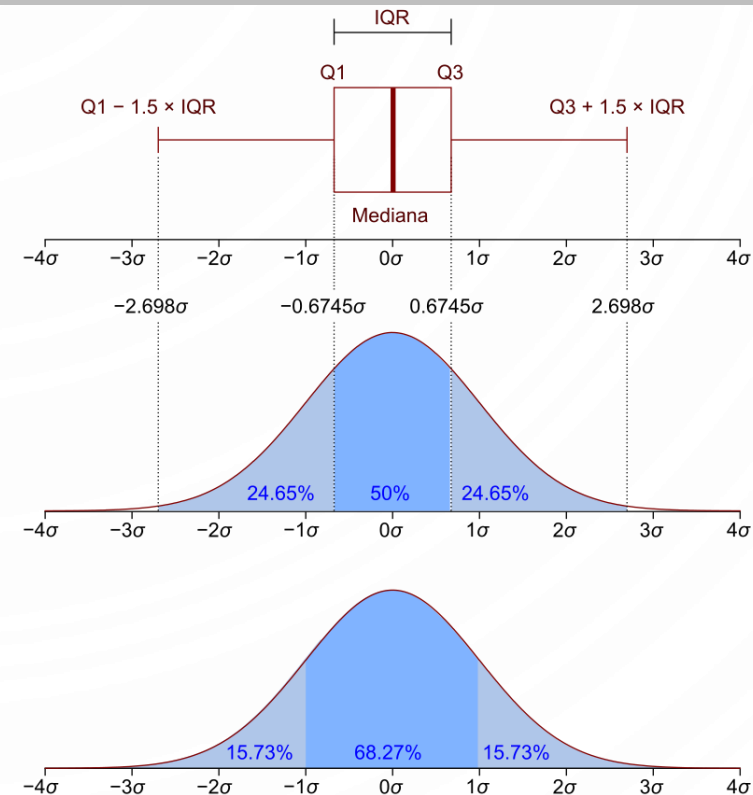 IQR
Q1 Q3
Q1 − 1.5 × IQR Q3 + 1.5 × IQR
Mediana
−4σ −3σ −2σ −1σ 0σ 1σ 2σ 3σ 4σ
−2.698σ −0.6745σ 0.6745σ 2.698σ
24.65% 50% 24.65%
−4σ −3σ −2σ −1σ 0σ 1σ 2σ 3σ 4σ
15.73% 68.27% 15.73%
−4σ −3σ −2σ −1σ 0σ 1σ 2σ 3σ 4σ